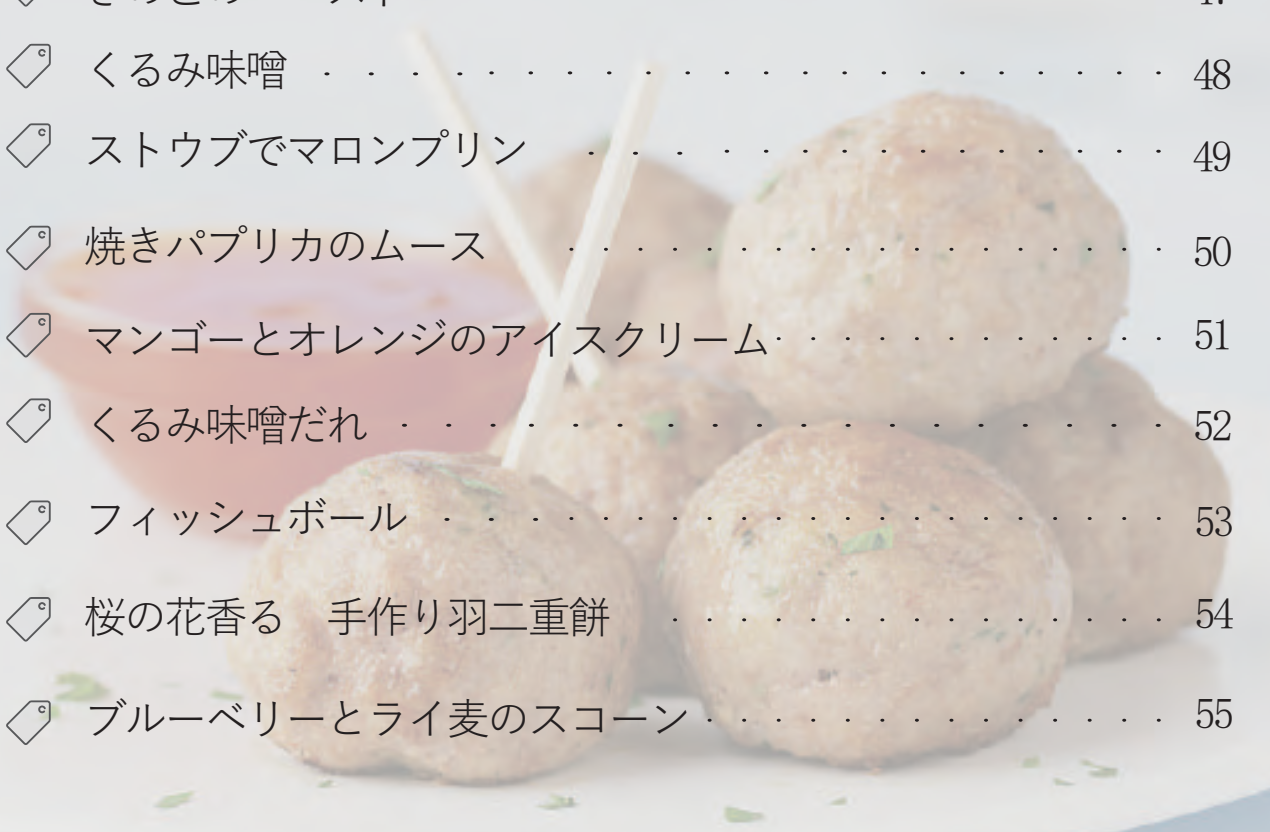 くるみ味噌 ・・・・・・・・・・・・・・・・・・・・・ 48
ストウブでマロンプリン ・・・・・・・・・・・・・・ 49
焼きパプリカのムース ・・・・・・・・・・・・・・・・・ 50
マンゴーとオレンジのアイスクリーム ・・・・・・・・・・・ 51
くるみ味噌だれ ・・・・・・・・・・・・・・・・・・ 52
フィッシュボール ・・・・・・・・・・・・・・・・・・・ 53
桜の花香る　手作り羽二重餅 ・・・・・・・・・・・・・・ 54
ブルーベリーとライ麦のスコーン ・・・・・・・・・・・・・ 55